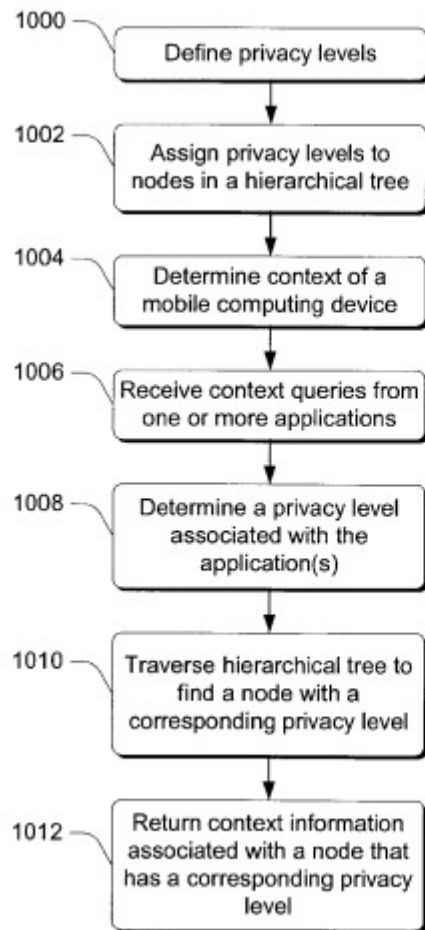 1000
Define privacy levels
1002
Assign privacy levels to
nodes in a hierarchical tree
1004
Determine context of a
mobile computing device
1006
Receive context queries from
one or more applications
1008
Determine a privacy level
associated with the
application(s)
1010
Traverse hierarchical tree to
find a node with a
corresponding privacy level
1012
Return context information
associated with a node that
has a corresponding privacy
level